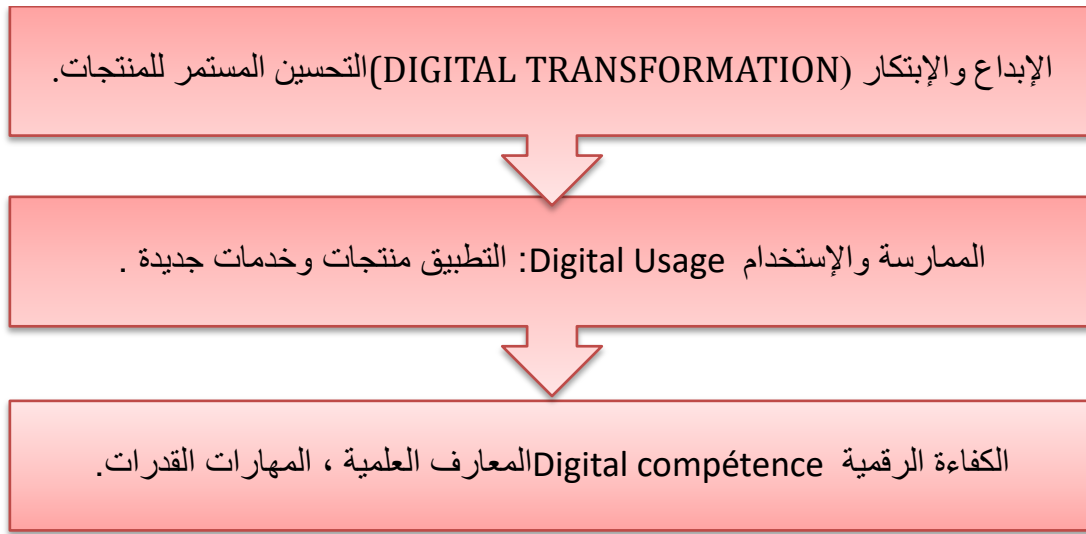 الإبداع والإبتكار (DIGITAL TRANSFORMATION)التحسين المستمر للمنتجات.
الممارسة والإستخدام Digital Usage: التطبيق منتجات وخدمات جديدة .
الكفاءة الرقمية Digital compétenceالمعارف العلمية ، المهارات القدرات.